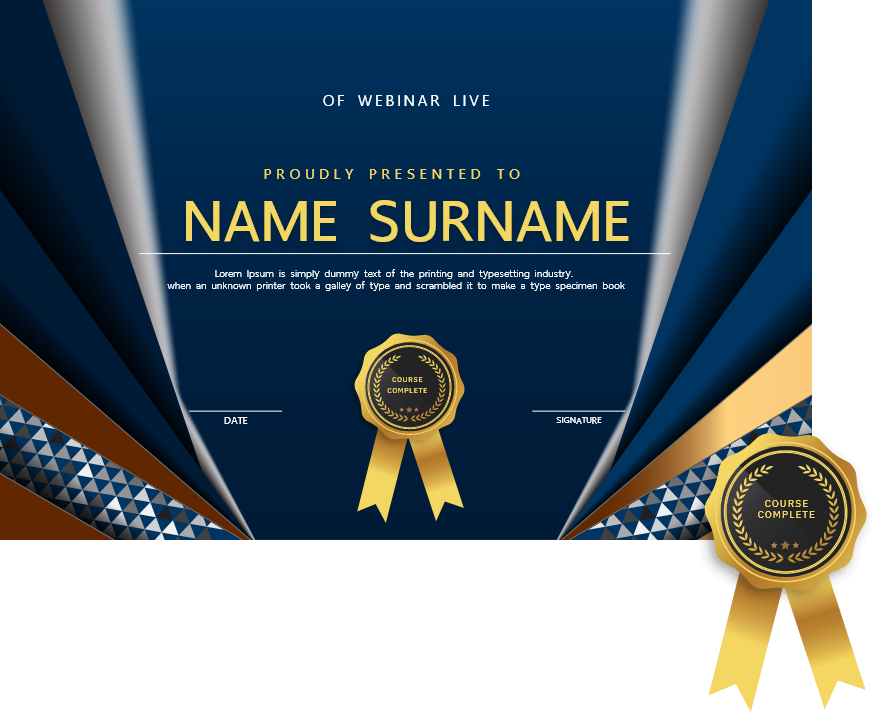 OF WEBINAR LIVE
PROUDLY PRESENTED TO
NAME SURNAME
Lorem Ipsum is simply dummy text of the printing and typesetting industry.
when an unknown printer took a galley of type and scrambled it to make a type specimen book
COURSE
COMPLETE
DATE
SIGNATURE
COURSE
COMPLETE